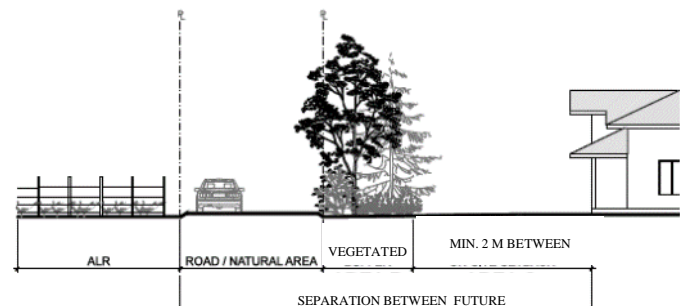 VEGETATED
MIN. 2 M BETWEEN
ALR
ROAD / NATURAL AREA
SEPARATION BETWEEN FUTURE